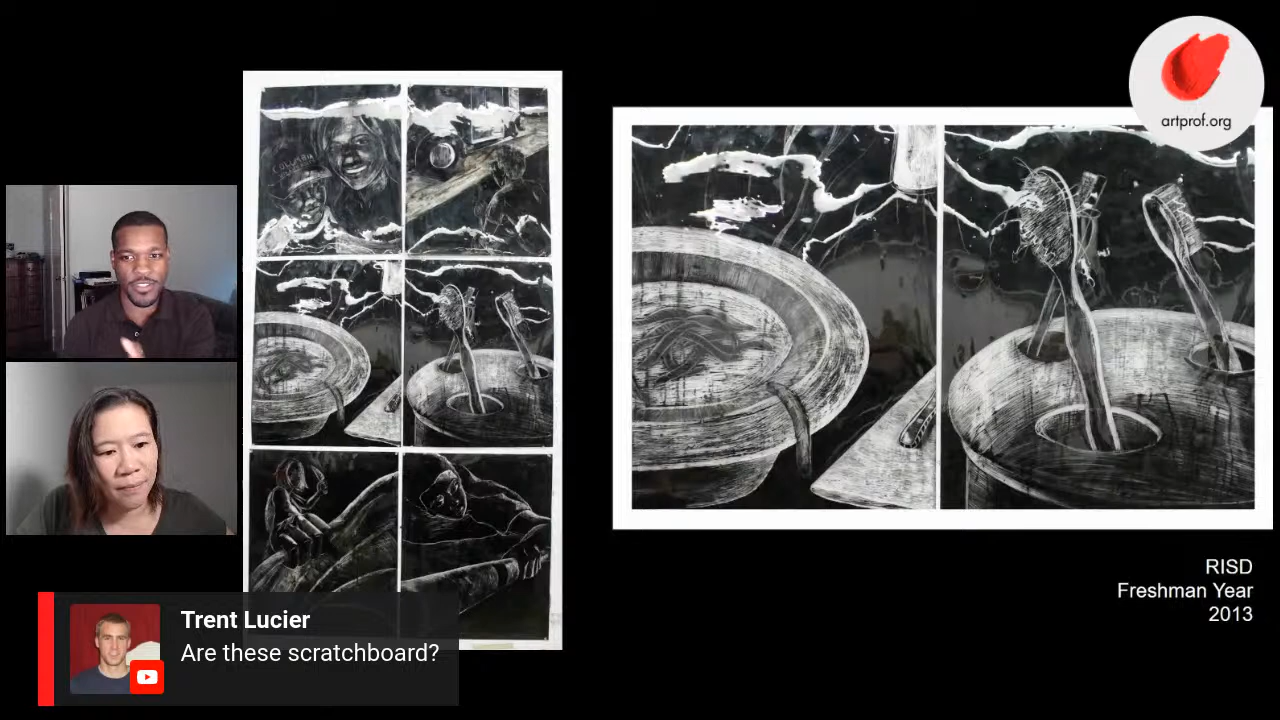 artprof.org
RISD
Freshman Year
2013
Trent Lucier
Are these scratchboard?